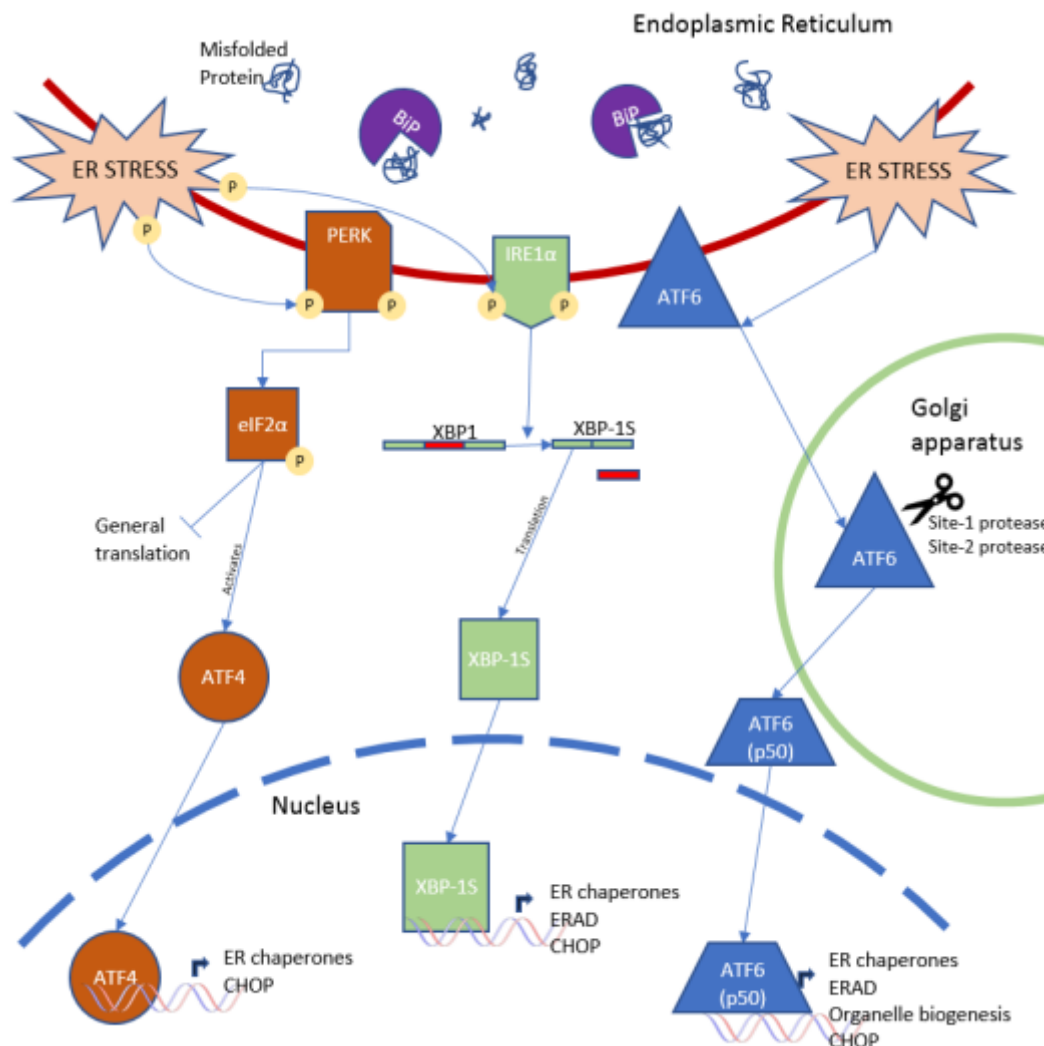 Endoplasmic Reticulum
Misfolded
Protein
BiP
BiP
ER STRESS
ER STRESS
P
P
PERK
P
P
IRE1α
P
P
ATF6
eIF2α
P
General
translation
Activates
XBP1
XBP-1S
Translation
Golgi
apparatus
Site-1 protease
Site-2 protease
ATF6
ATF4
XBP-1S
ATF6
(p50)
Nucleus
XBP-1S
ER chaperones
ERAD
CHOP
ATF4
ER chaperones
CHOP
ATF6
(p50)
ER chaperones
ERAD
Organelle biogenesis
CHOP